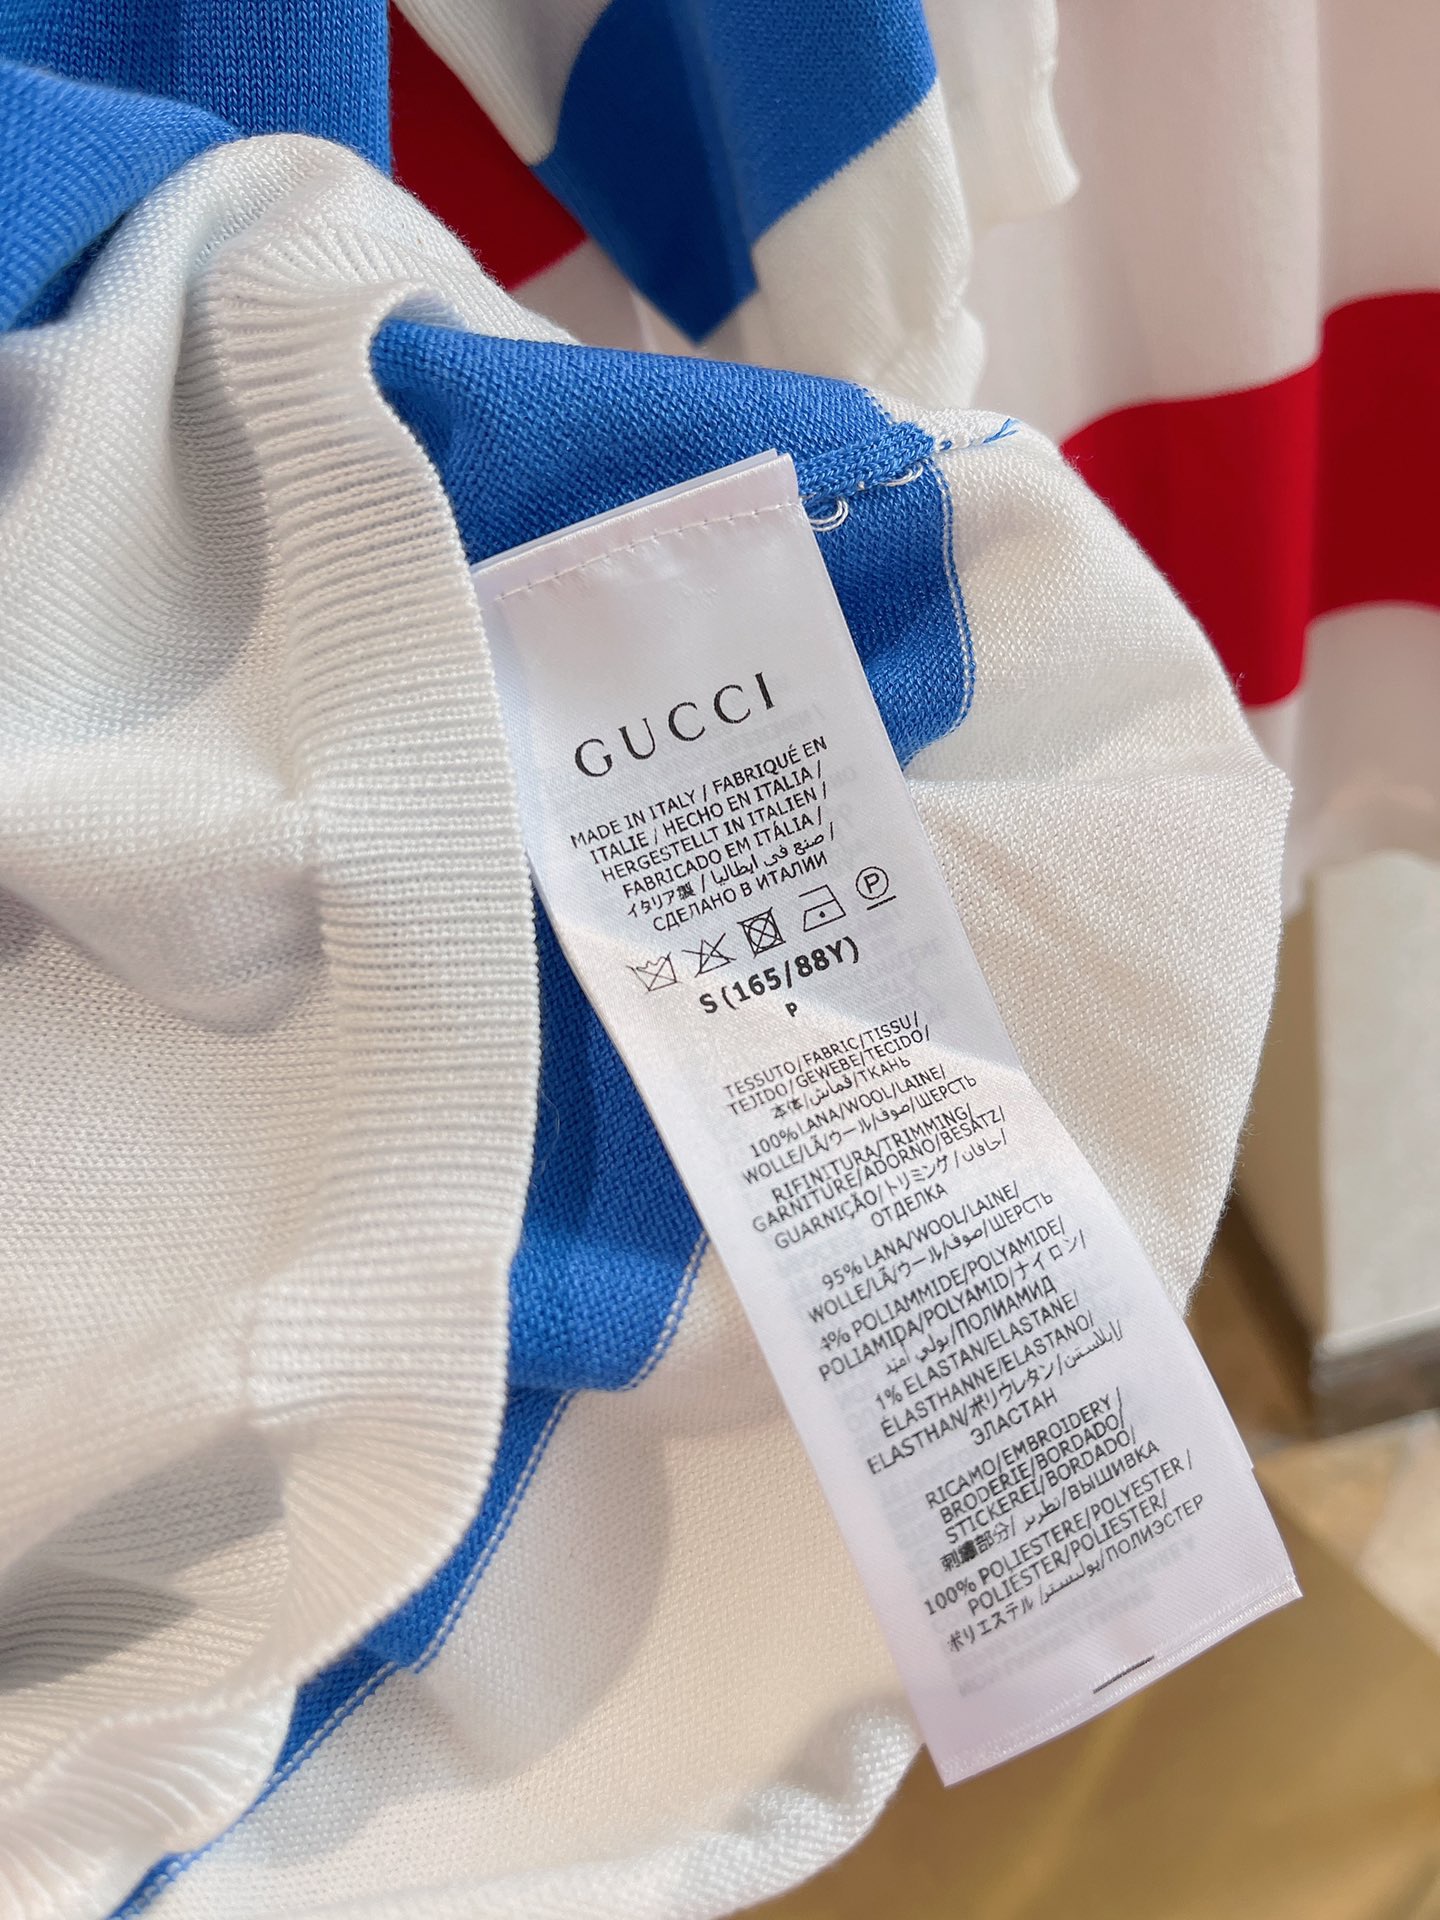 GUCCI
MADE IN ITALY / FABRIQUÉ EN
ITALIE / HECHO EN ITALIA /
HERGESTELLT IN ITALIEN /
FABRICADO EM ITÁLIA /
イタリア製 / صنع في ايطاليا /
СДЕЛАНО В ИТАЛИИ
P
S (165/88Y)
P
TESSUTO/FABRIC/TISSU/
TEJIDO/GEWEBE/TECIDO/
本体/قماش/ТКАНЬ
100% LANA/WOOL/LAINE/
WOLLE/LÃ/ウール/صوف/ШЕРСТЬ
RIFINITURA/TRIMMING/
GARNITURE/ADORNO/BESATZ/
GUARNIÇÃO/トリミング/حافات/
ОТДЕЛКА
95% LANA/WOOL/LAINE/
WOLLE/LÃ/ウール/صوف/ШЕРСТЬ
4% POLIAMMIDE/POLYAMIDE/
POLIAMIDA/POLYAMID/ナイロン/
بولي أميد/ПОЛИАМИД
1% ELASTAN/ELASTANE/
ÉLASTHANNE/ELASTANO/
ELASTHAN/ポリウレタン/ايلاستين/
ЭЛАСТАН
RICAMO/EMBROIDERY/
BRODERIE/BORDADO/
STICKEREI/BORDADO/
刺繍部分/تطريز/ВЫШИВКА
100% POLIESTERE/POLYESTER/
POLIÉSTER/POLIESTER/
ポリエステル/بوليستر/ПОЛИЭСТЕР